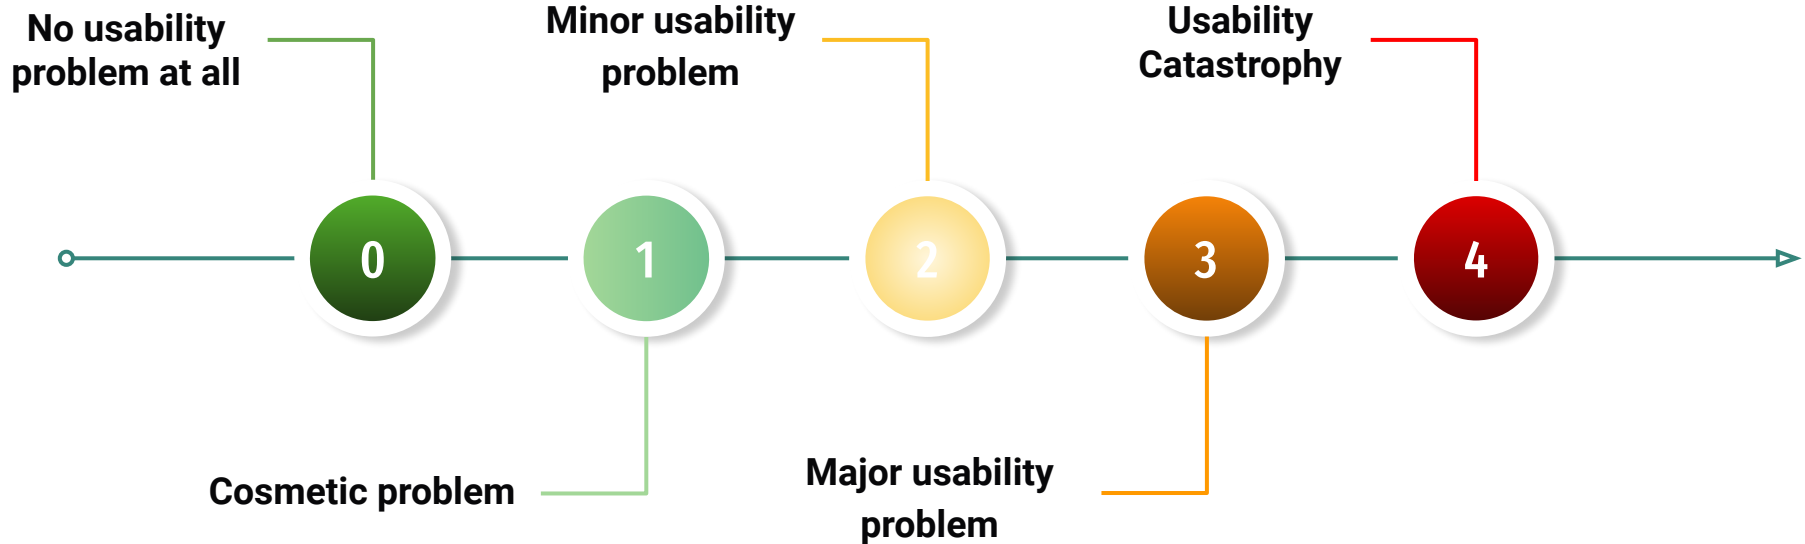 No usability
problem at all
Minor usability
problem
Usability
Catastrophy
0
1
2
3
4
Cosmetic problem
Major usability
problem